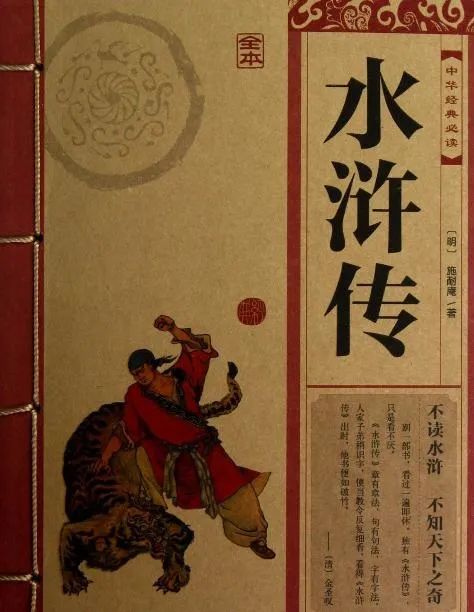 中华经典必读
水浒传
〔明〕施耐庵/著
全本
不读水浒 不知天下之奇
别一部书，看过一遍即休，独有《水浒传》，
只是看不厌。
《水浒传》章有章法，句有句法，字有字法。
人家子弟稍识字，便当教令反复细看，看得《水浒
传》出时，他书便如破竹。
——（清）金圣叹